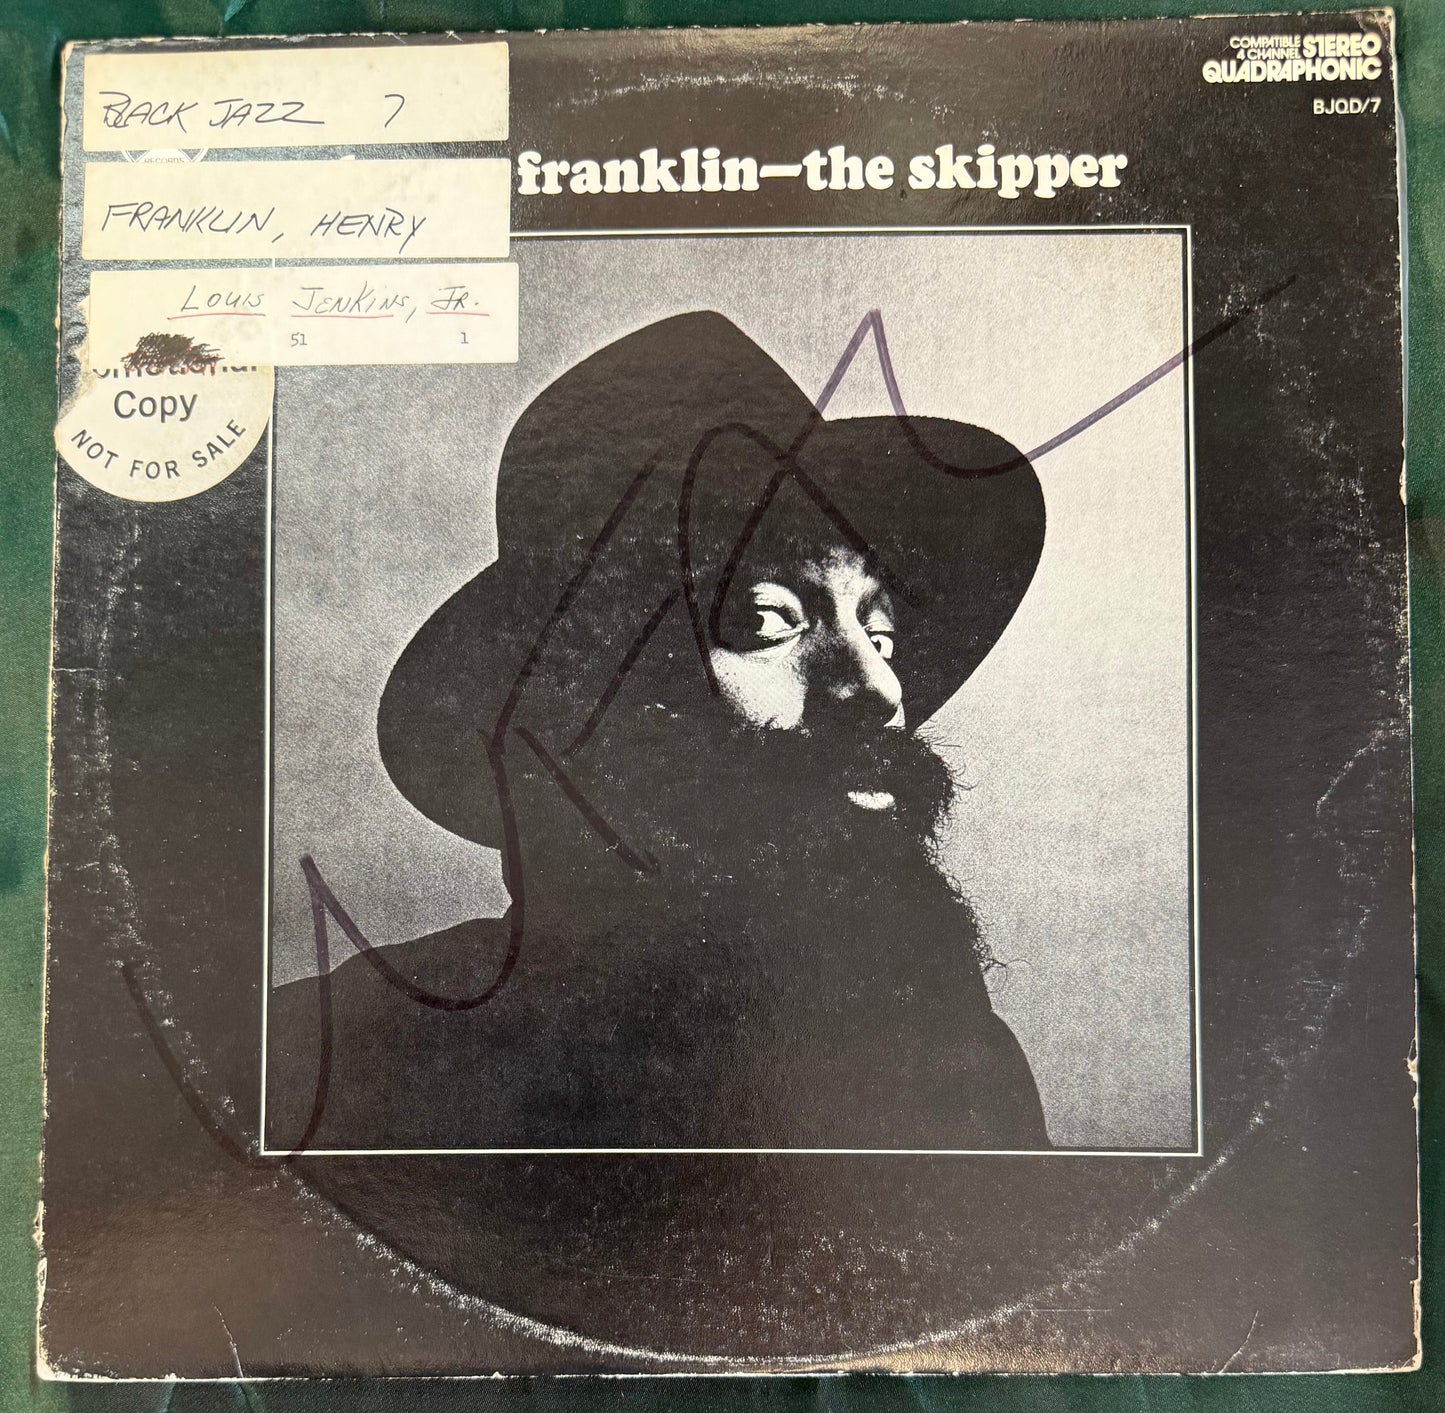 COMPATIBLE
4 CHANNEL STEREO
QUADRAPHONIC
BJQD/7
BLACK JAZZ 7
RECORDS
franklin—the skipper
FRANKLIN, HENRY
LOUIS JENKINS, JR.
51 1
Copy
NOT FOR SALE